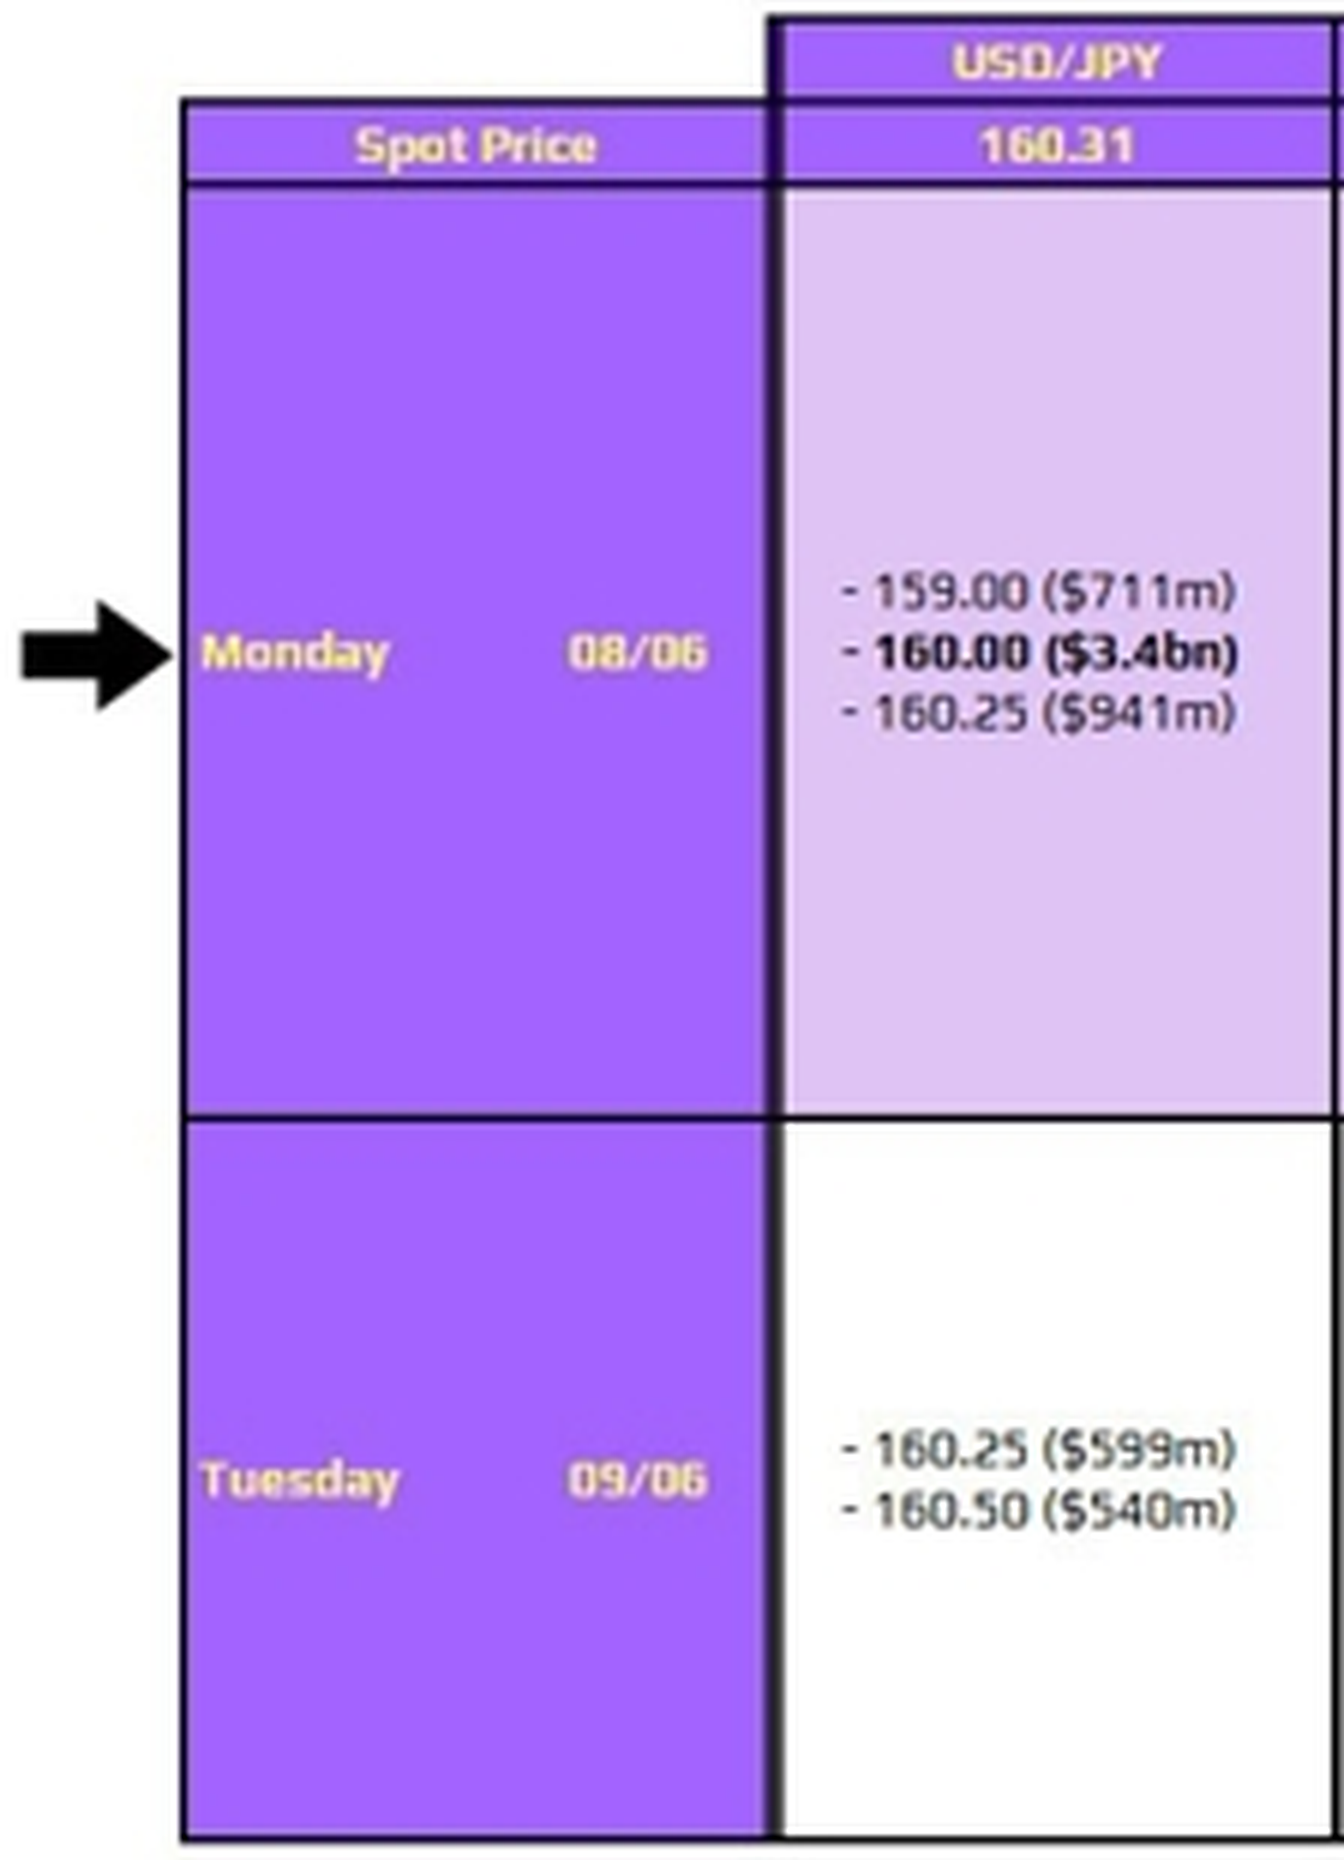 USD/JPY
Spot Price 160.31
Monday 08/06
- 159.00 ($711m)
- 160.00 ($3.4bn)
- 160.25 ($941m)
Tuesday 09/06
- 160.25 ($599m)
- 160.50 ($540m)